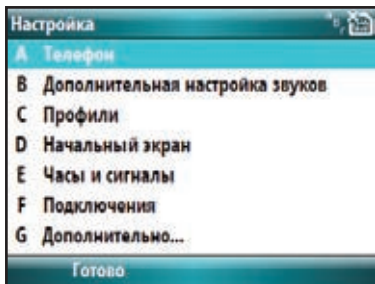 Настройка
A Телефон
B Дополнительная настройка звуков
C Профили
D Начальный экран
E Часы и сигналы
F Подключения
G Дополнительно...
Готово